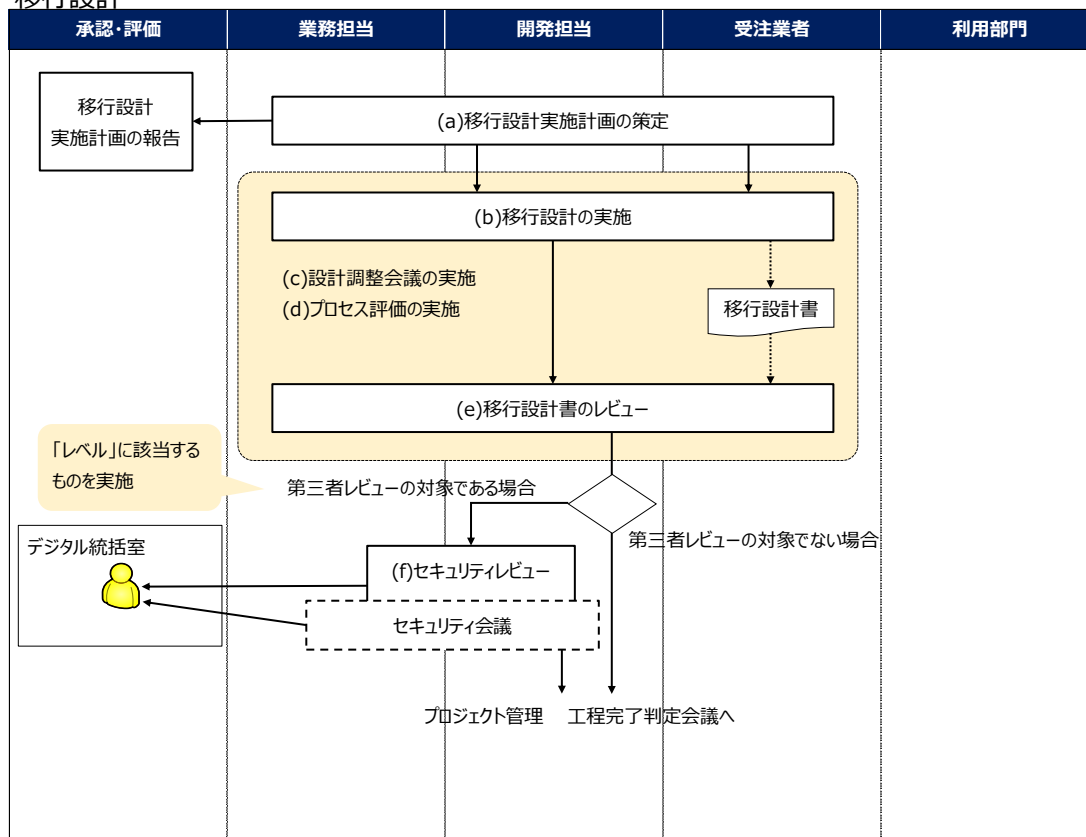 移行設計
承認・評価
業務担当
開発担当
受注業者
利用部門
移行設計
実施計画の報告
(a)移行設計実施計画の策定
(b)移行設計の実施
(c)設計調整会議の実施
(d)プロセス評価の実施
移行設計書
(e)移行設計書のレビュー
「レベル」に該当する
ものを実施
第三者レビューの対象である場合
第三者レビューの対象でない場合
デジタル統括室
(f)セキュリティレビュー
セキュリティ会議
プロジェクト管理 工程完了判定会議へ